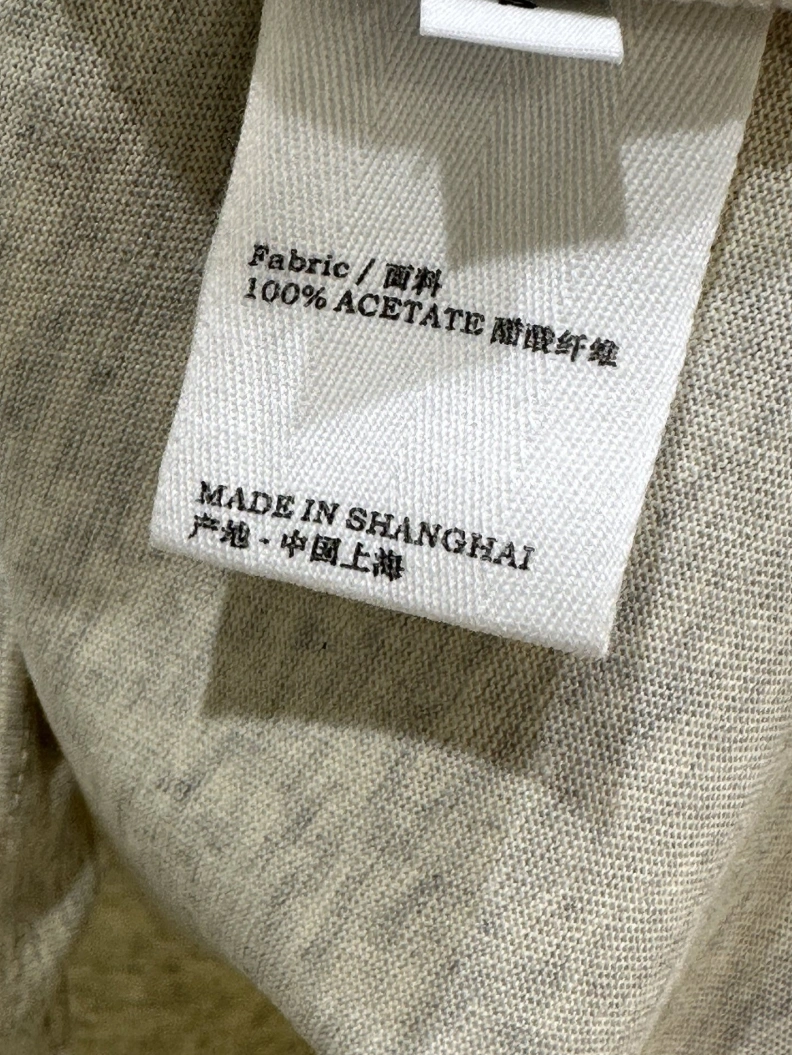 Fabric / 面料
100% ACETATE 醋酸纤维
MADE IN SHANGHAI
产地 · 中国上海